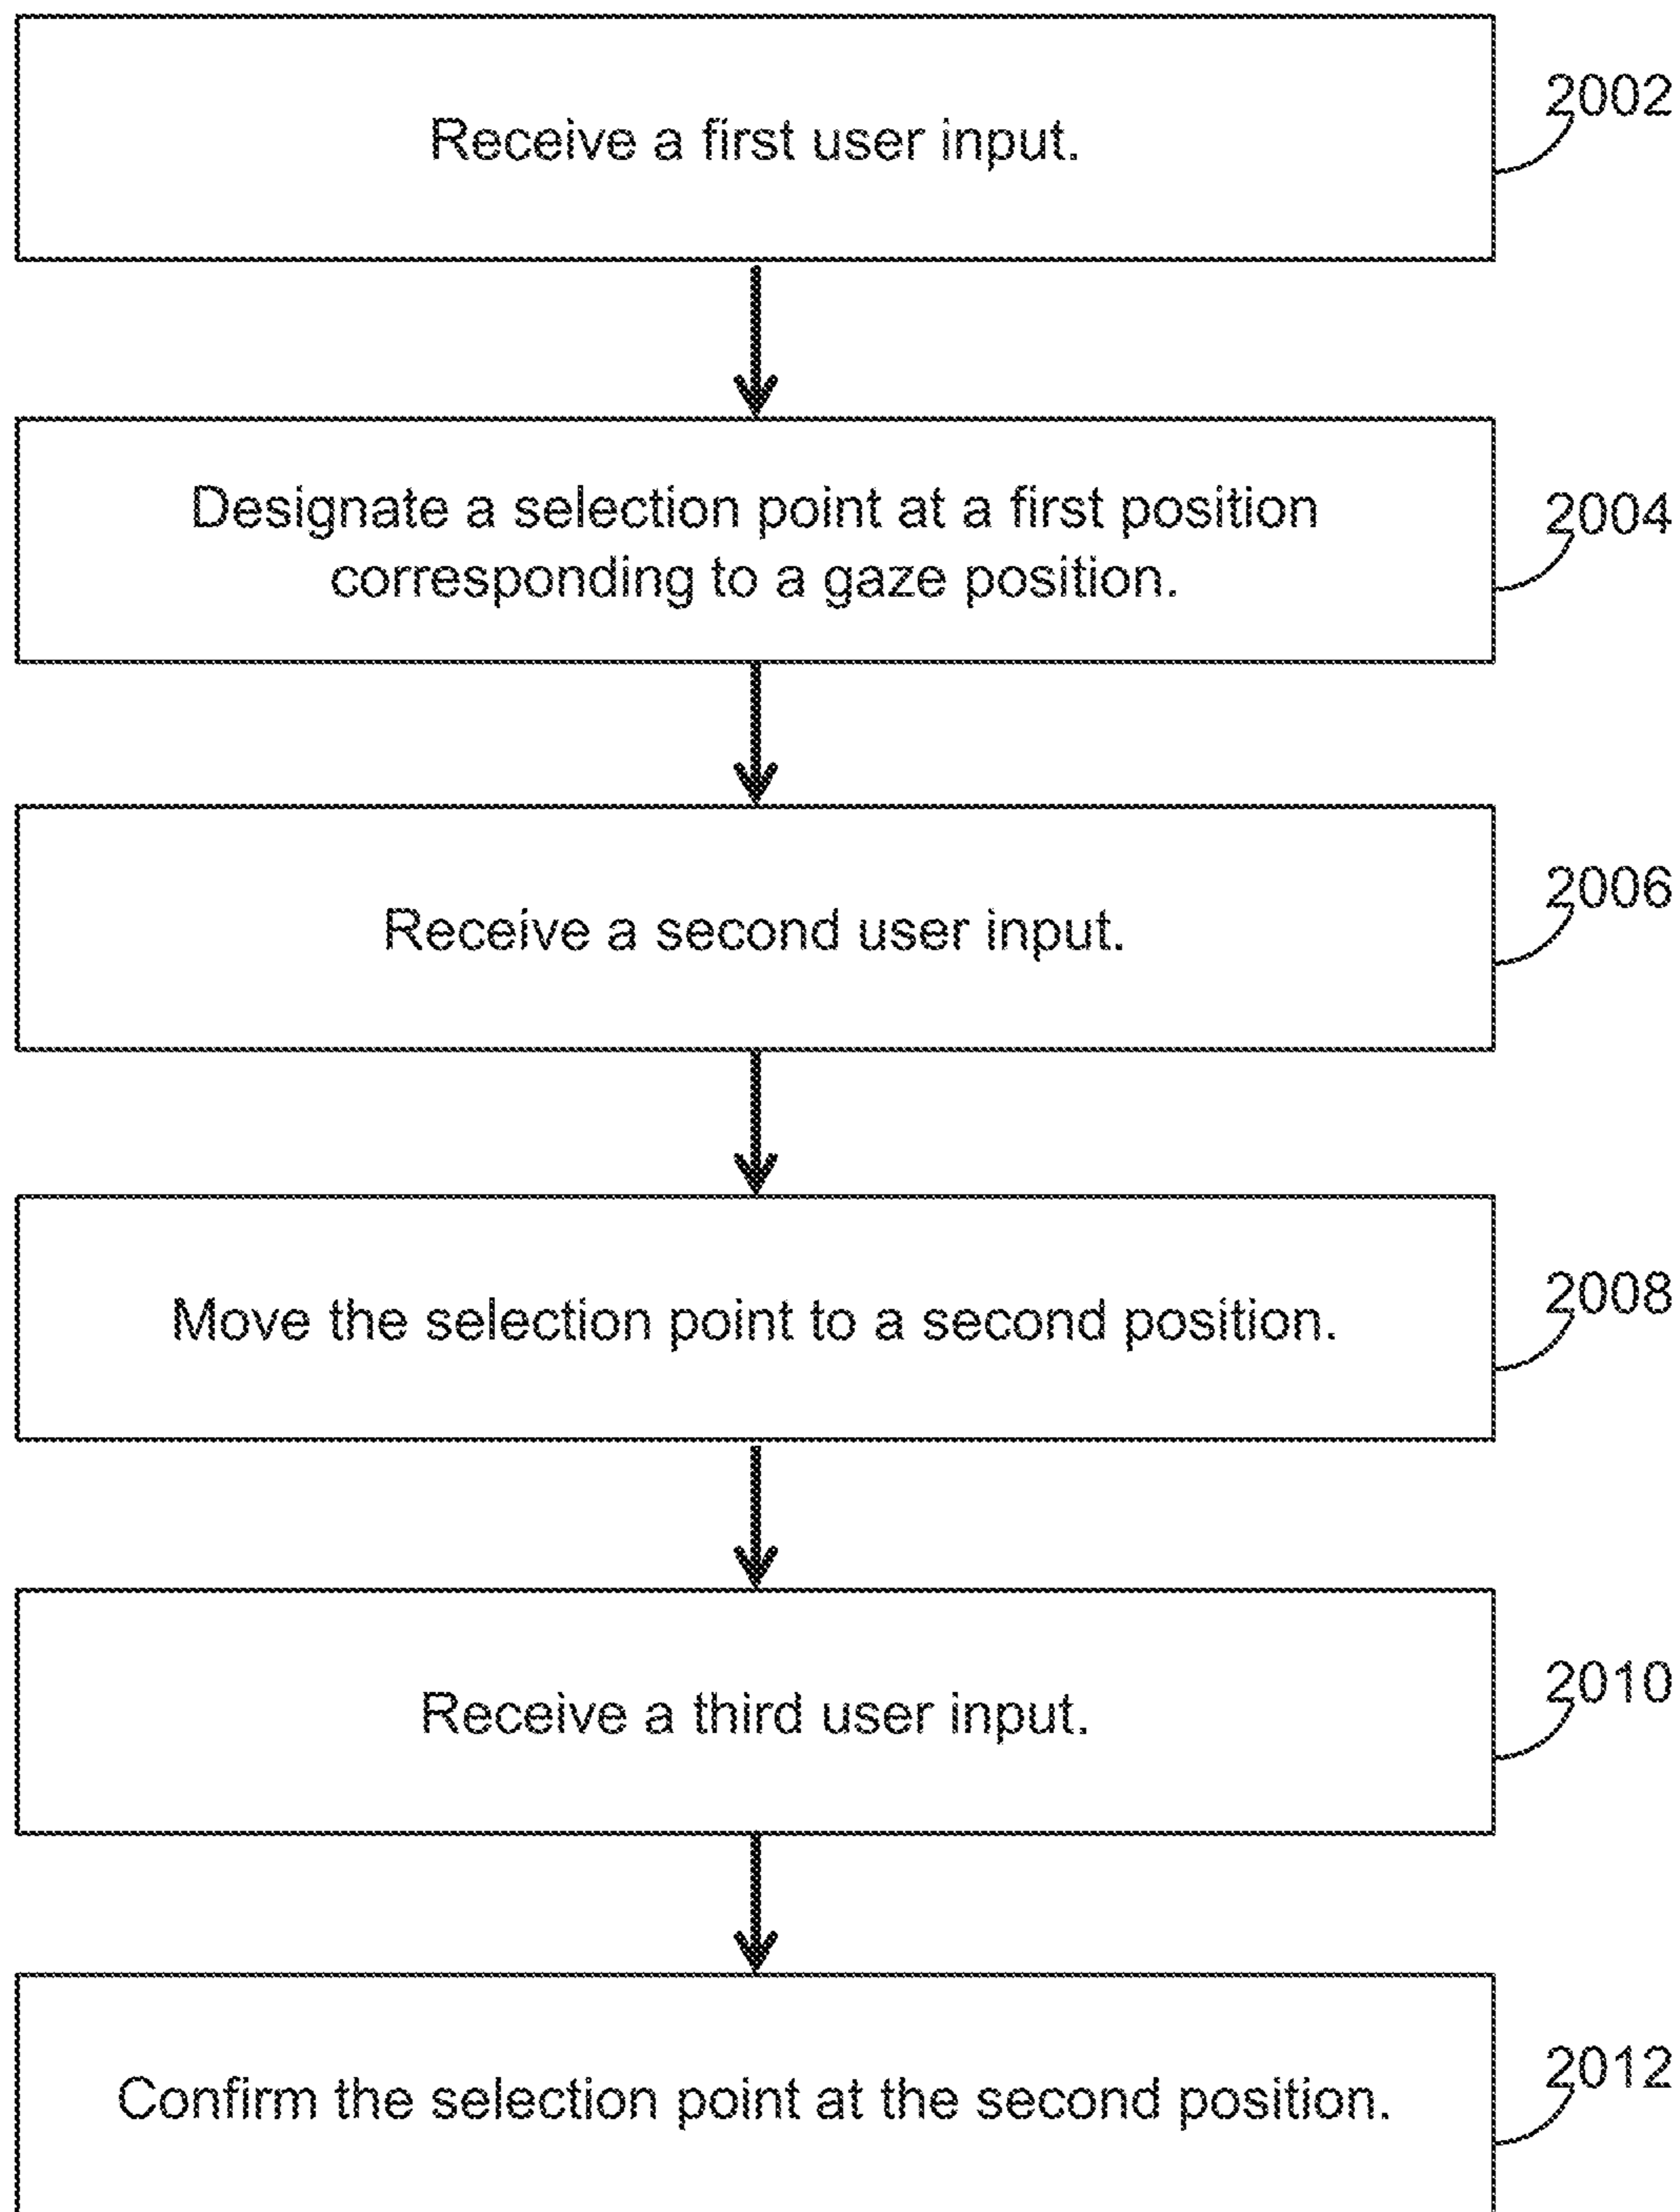 Receive a first user input.
2002
Designate a selection point at a first position
corresponding to a gaze position.
2004
Receive a second user input.
2006
Move the selection point to a second position.
2008
Receive a third user input.
2010
Confirm the selection point at the second position.
2012